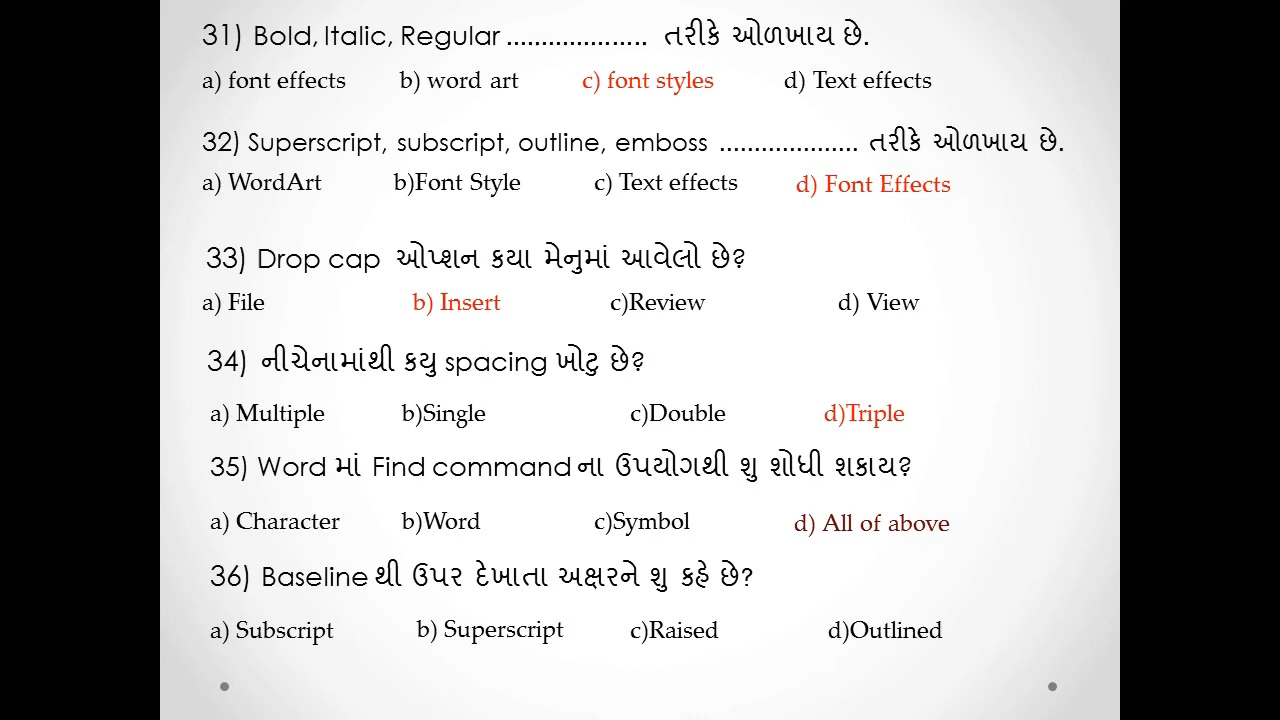 31) Bold, Italic, Regular .................... તરીકે ઓળખાય છે.
a) font effects b) word art c) font styles d) Text effects
32) Superscript, subscript, outline, emboss .................... તરીકે ઓળખાય છે.
a) WordArt b)Font Style c) Text effects d) Font Effects
33) Drop cap ઓપ્શન કયા મેનુમાં આવેલો છે?
a) File b) Insert c)Review d) View
34) નીચેનામાંથી કયુ spacing ખોટુ છે?
a) Multiple b)Single c)Double d)Triple
35) Word માં Find command ના ઉપયોગથી શુ શોધી શકાય?
a) Character b)Word c)Symbol d) All of above
36) Baseline થી ઉપર દેખાતા અક્ષરને શુ કહે છે?
a) Subscript b) Superscript c)Raised d)Outlined